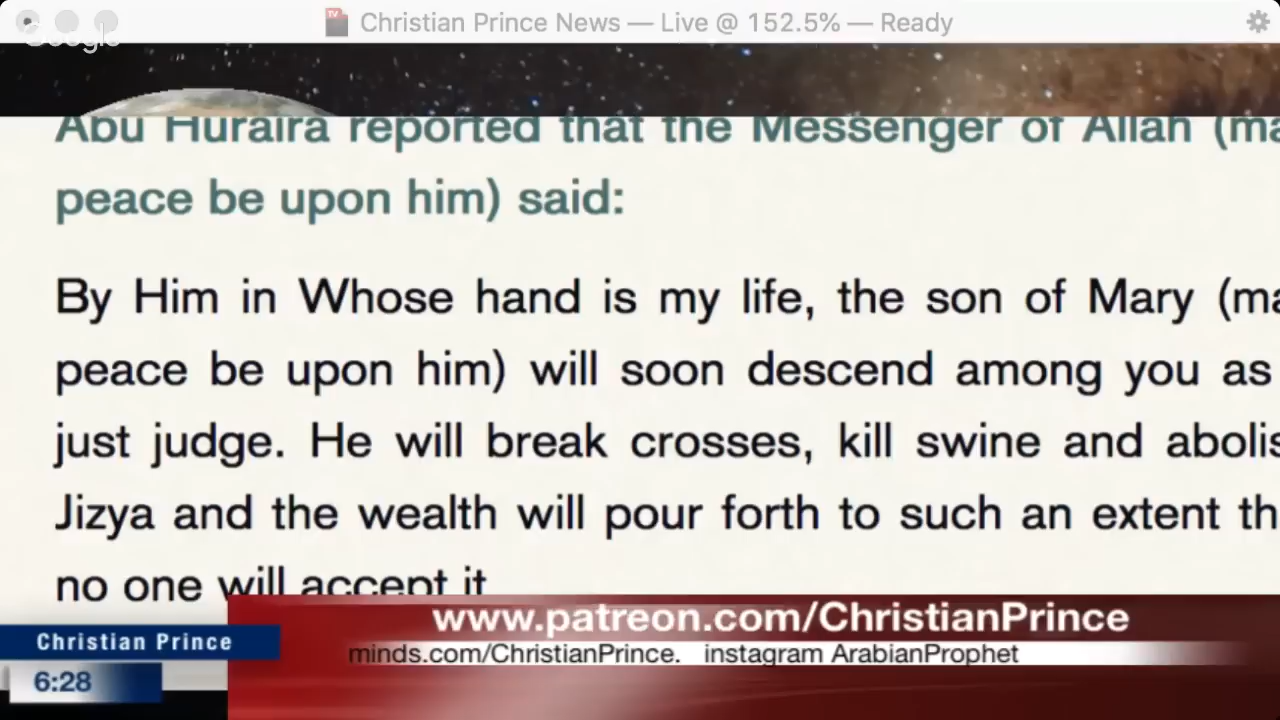 TV
Christian Prince News — Live @ 152.5% — Ready
Google
Abu Huraira reported that the Messenger of Allah (ma
peace be upon him) said:
By Him in Whose hand is my life, the son of Mary (ma
peace be upon him) will soon descend among you as
just judge. He will break crosses, kill swine and abolis
Jizya and the wealth will pour forth to such an extent th
no one will accept it
www.patreon.com/ChristianPrince
Christian Prince
minds.com/ChristianPrince. instagram ArabianProphet
6:28